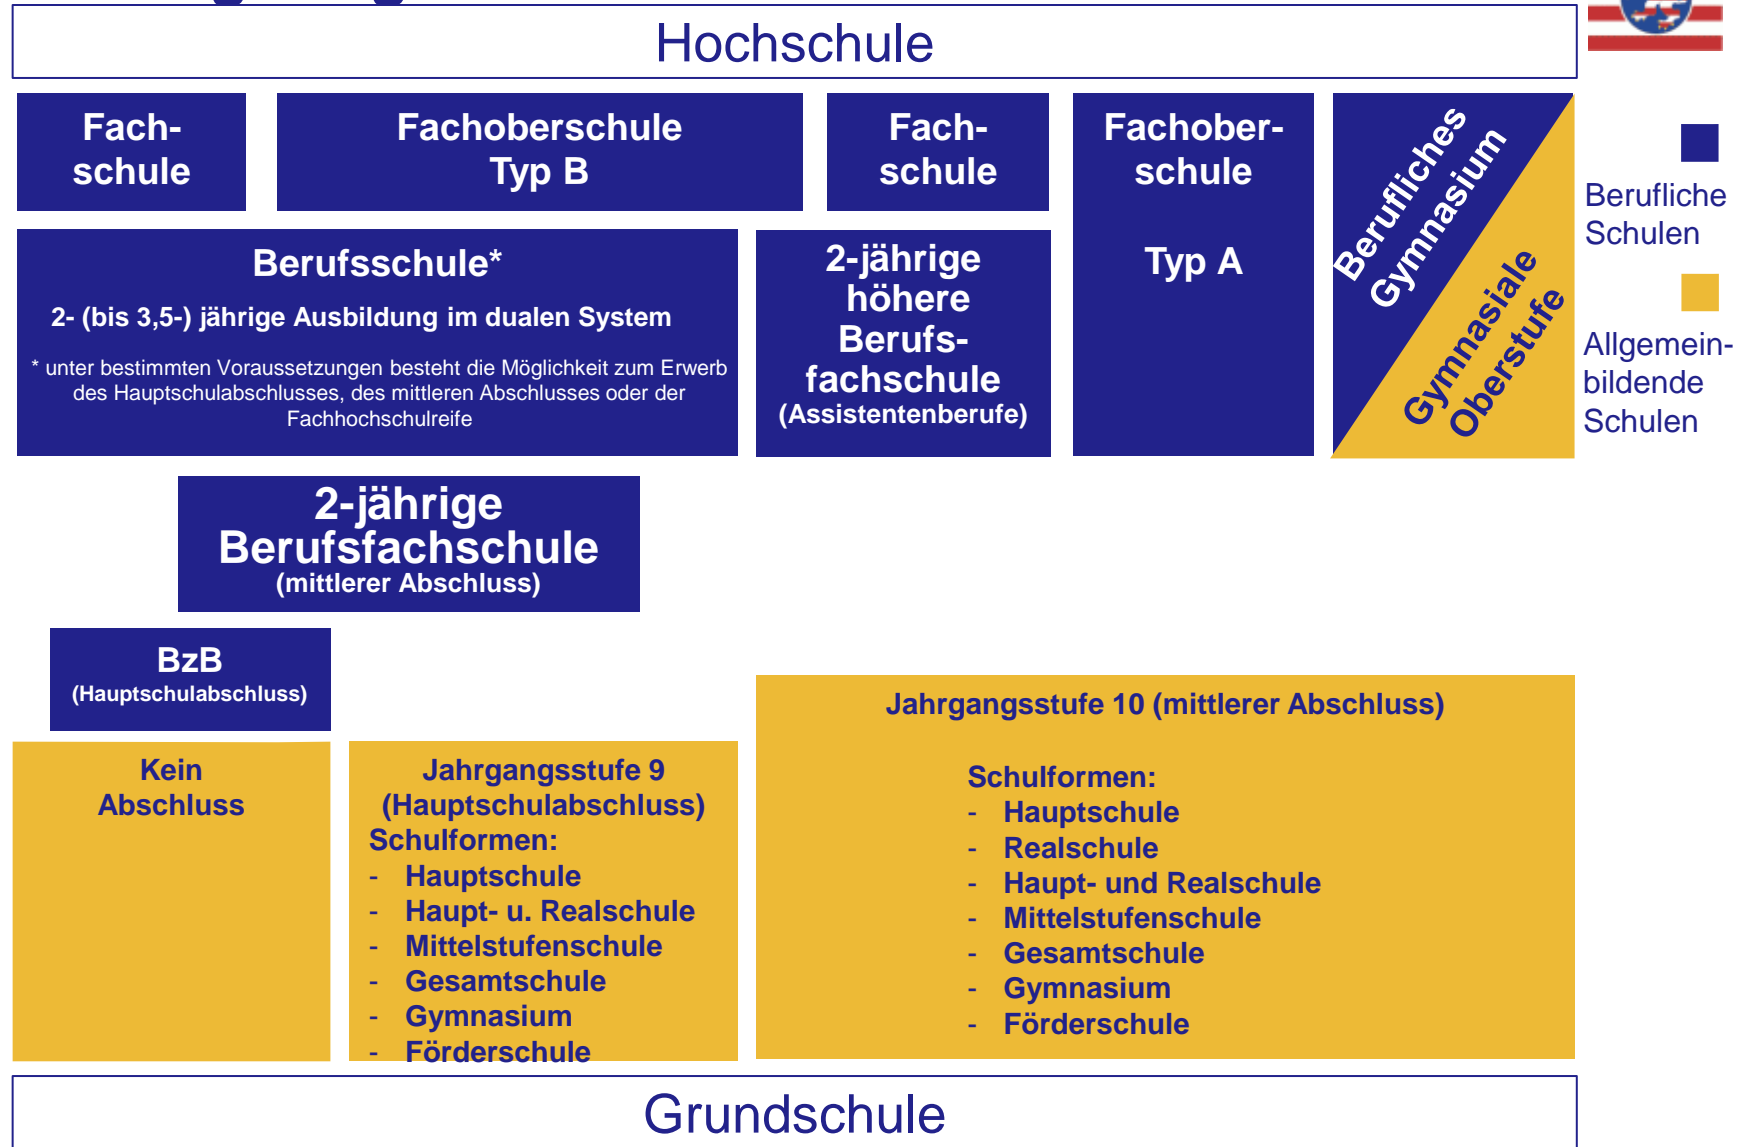 Hochschule
Fach-
schule
Fachoberschule
Typ B
Fach-
schule
Fachober-
schule
Typ A
Berufliches
Gymnasium
Gymnasiale
Oberstufe
Berufliche
Schulen
Allgemein-
bildende
Schulen
Berufsschule*
2- (bis 3,5-) jährige Ausbildung im dualen System
* unter bestimmten Voraussetzungen besteht die Möglichkeit zum Erwerb
des Hauptschulabschlusses, des mittleren Abschlusses oder der
Fachhochschulreife
2-jährige
höhere
Berufs-
fachschule
(Assistentenberufe)
2-jährige
Berufsfachschule
(mittlerer Abschluss)
BzB
(Hauptschulabschluss)
Kein
Abschluss
Jahrgangsstufe 9
(Hauptschulabschluss)
Schulformen:
- Hauptschule
- Haupt- u. Realschule
- Mittelstufenschule
- Gesamtschule
- Gymnasium
- Förderschule
Jahrgangsstufe 10 (mittlerer Abschluss)
Schulformen:
- Hauptschule
- Realschule
- Haupt- und Realschule
- Mittelstufenschule
- Gesamtschule
- Gymnasium
- Förderschule
Grundschule